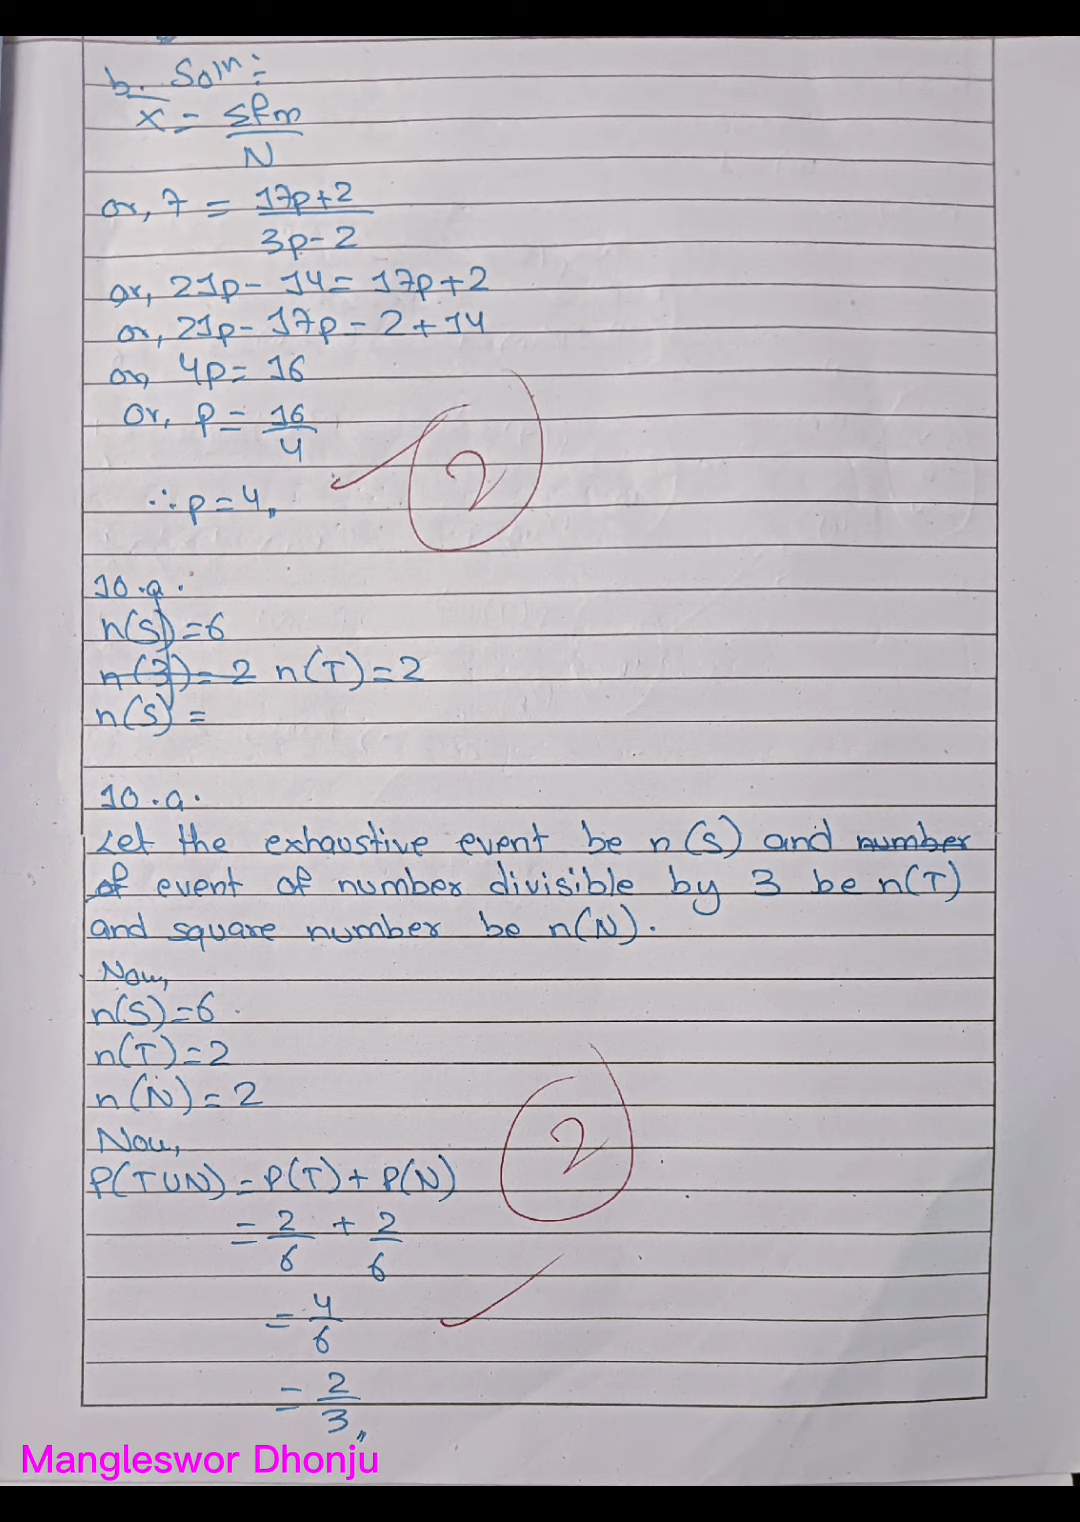 b. Soln:
x̄ = Σfm
N
or, 7 = 17p+2
3p-2
or, 21p - 14 = 17p+2
or, 21p - 17p = 2+14
or, 4p = 16
or, p = 16
4
∴ p = 4,,
2
10.a.
n(S) = 6
n(3) = 2 n(T) = 2
n(S) =
10.a.
Let the exhaustive event be n(S) and number
of event of number divisible by 3 be n(T)
and square number be n(N).
Now,
n(S) = 6
n(T) = 2
n(N) = 2
Now,
2
P(TUN) = P(T) + P(N)
= 2 + 2
6 6
= 4
6
= 2
3,,
Mangleswor Dhonju